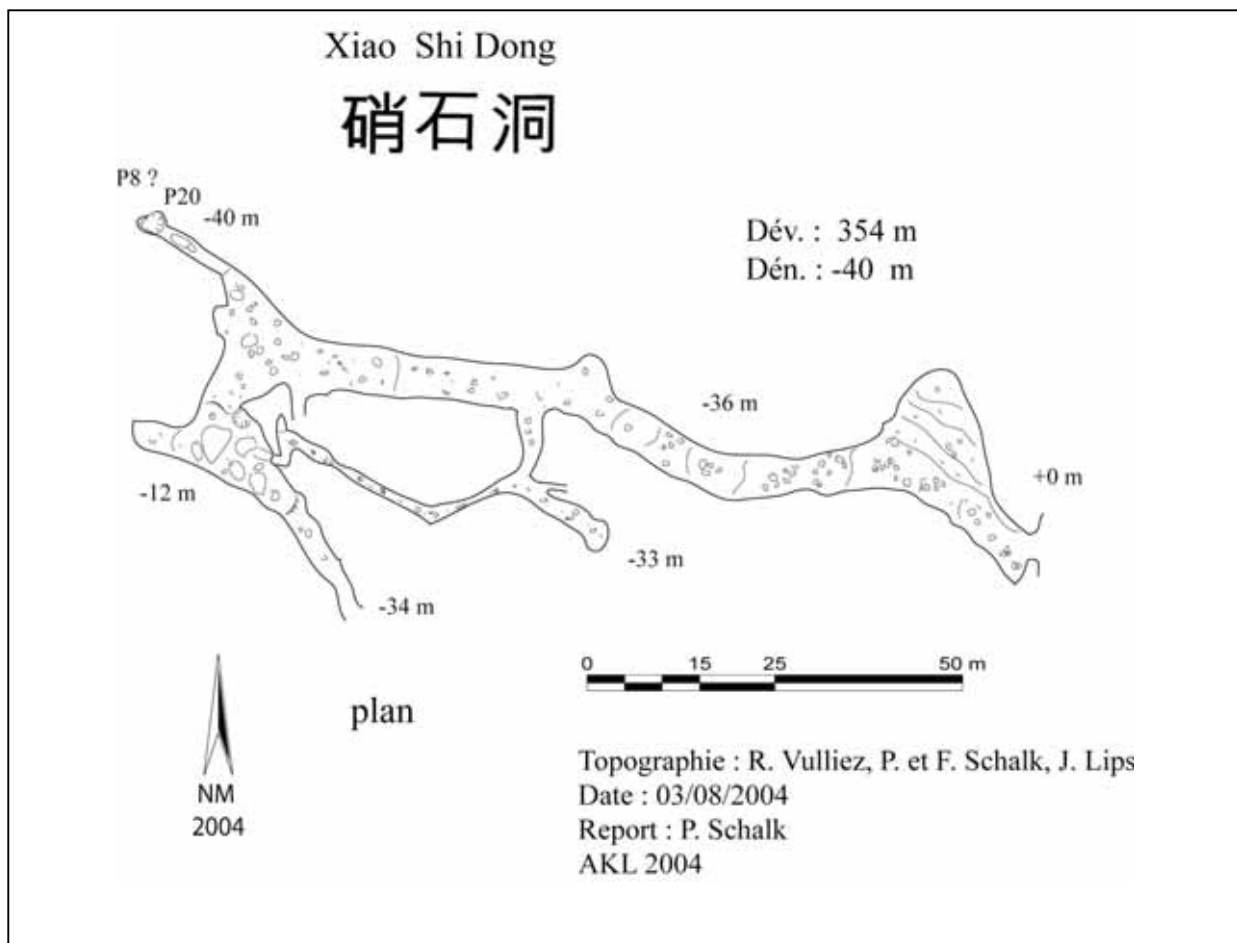 Xiao Shi Dong
硝石洞
P8 ?
P20
-40 m
Dév. : 354 m
Dén. : -40 m
-36 m
+0 m
-12 m
-33 m
-34 m
0 15 25 50 m
plan
NM
2004
Topographie : R. Vulliez, P. et F. Schalk, J. Lips
Date : 03/08/2004
Report : P. Schalk
AKL 2004